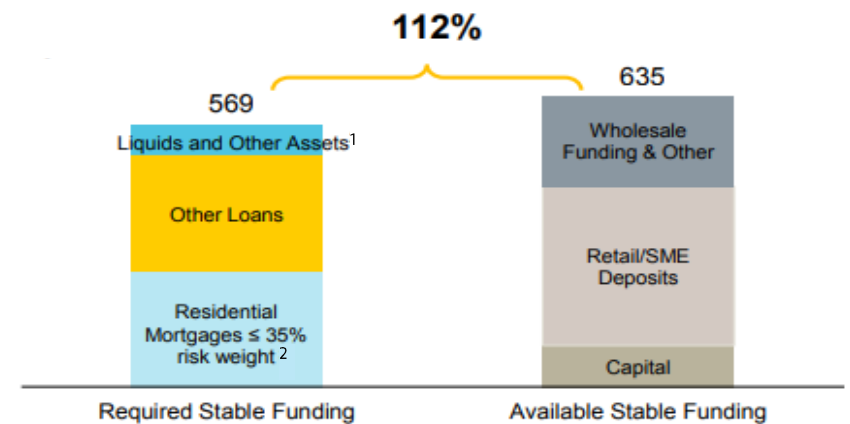 112%
569
635
Liquids and Other Assets1
Other Loans
Residential
Mortgages ≤ 35%
risk weight 2
Wholesale
Funding & Other
Retail/SME
Deposits
Capital
Required Stable Funding
Available Stable Funding